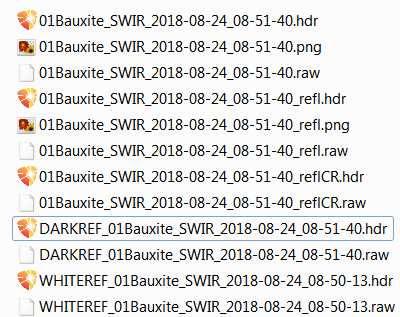 01Bauxite_SWIR_2018-08-24_08-51-40.hdr
01Bauxite_SWIR_2018-08-24_08-51-40.png
01Bauxite_SWIR_2018-08-24_08-51-40.raw
01Bauxite_SWIR_2018-08-24_08-51-40_refl.hdr
01Bauxite_SWIR_2018-08-24_08-51-40_refl.png
01Bauxite_SWIR_2018-08-24_08-51-40_refl.raw
01Bauxite_SWIR_2018-08-24_08-51-40_reflCR.hdr
01Bauxite_SWIR_2018-08-24_08-51-40_reflCR.raw
DARKREF_01Bauxite_SWIR_2018-08-24_08-51-40.hdr
DARKREF_01Bauxite_SWIR_2018-08-24_08-51-40.raw
WHITEREF_01Bauxite_SWIR_2018-08-24_08-50-13.hdr
WHITEREF_01Bauxite_SWIR_2018-08-24_08-50-13.raw